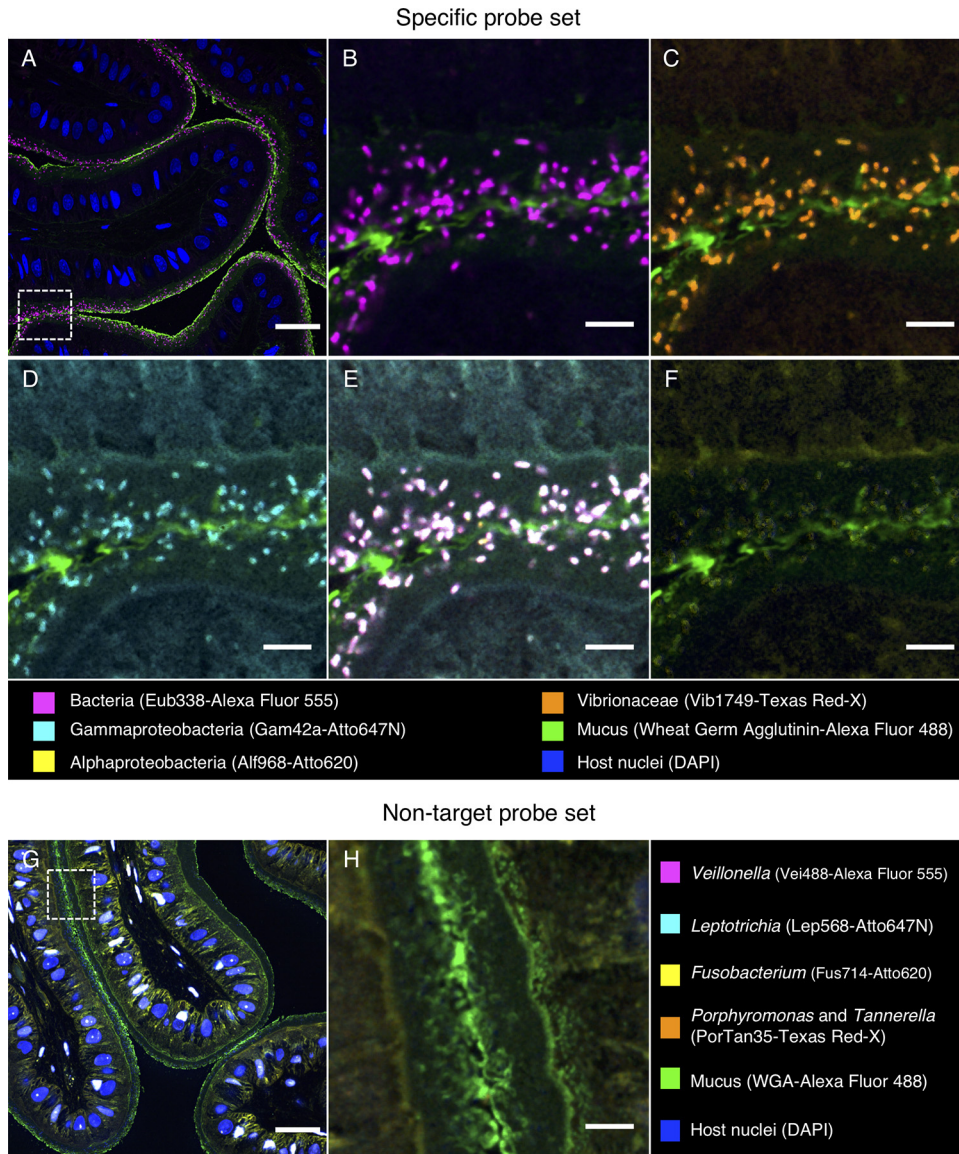 Specific probe set
A
B
C
D
E
F
Bacteria (Eub338-Alexa Fluor 555)
Gammaproteobacteria (Gam42a-Atto647N)
Alphaproteobacteria (Alf968-Atto620)
Vibrionaceae (Vib1749-Texas Red-X)
Mucus (Wheat Germ Agglutinin-Alexa Fluor 488)
Host nuclei (DAPI)
Non-target probe set
G
H
Veillonella (Vei488-Alexa Fluor 555)
Leptotrichia (Lep568-Atto647N)
Fusobacterium (Fus714-Atto620)
Porphyromonas and Tannerella
(PorTan35-Texas Red-X)
Mucus (WGA-Alexa Fluor 488)
Host nuclei (DAPI)